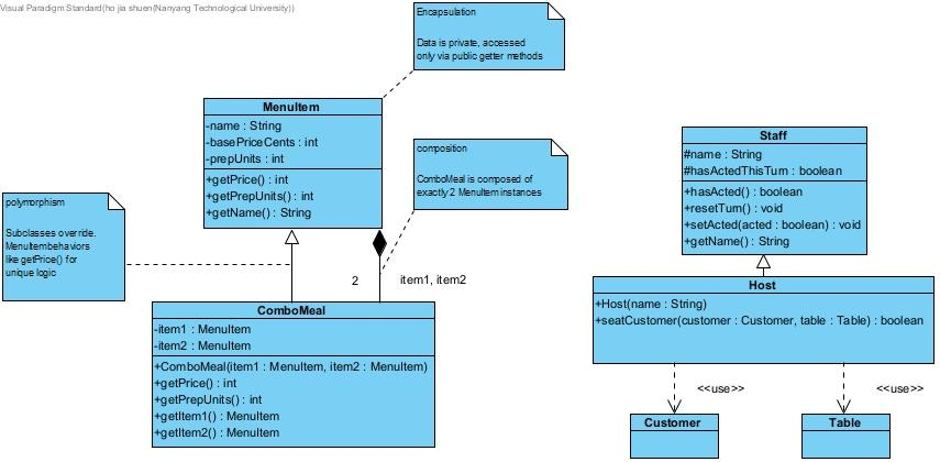 Visual Paradigm Standard(ho jia shuen(Nanyang Technological University))
Encapsulation
Data is private, accessed
only via public getter methods
MenuItem
-name : String
-basePriceCents : int
-prepUnits : int
+getPrice() : int
+getPrepUnits() : int
+getName() : String
composition
ComboMeal is composed of
exactly 2 MenuItem instances
polymorphism
Subclasses override.
MenuItem behaviors
like getPrice() for
unique logic
2
item1, item2
ComboMeal
-item1 : MenuItem
-item2 : MenuItem
+ComboMeal(item1 : MenuItem, item2 : MenuItem)
+getPrice() : int
+getPrepUnits() : int
+getItem1() : MenuItem
+getItem2() : MenuItem
Staff
#name : String
#hasActedThisTurn : boolean
+hasActed() : boolean
+resetTurn() : void
+setActed(acted : boolean) : void
+getName() : String
Host
+Host(name : String)
+seatCustomer(customer : Customer, table : Table) : boolean
<<use>>
<<use>>
Customer
Table